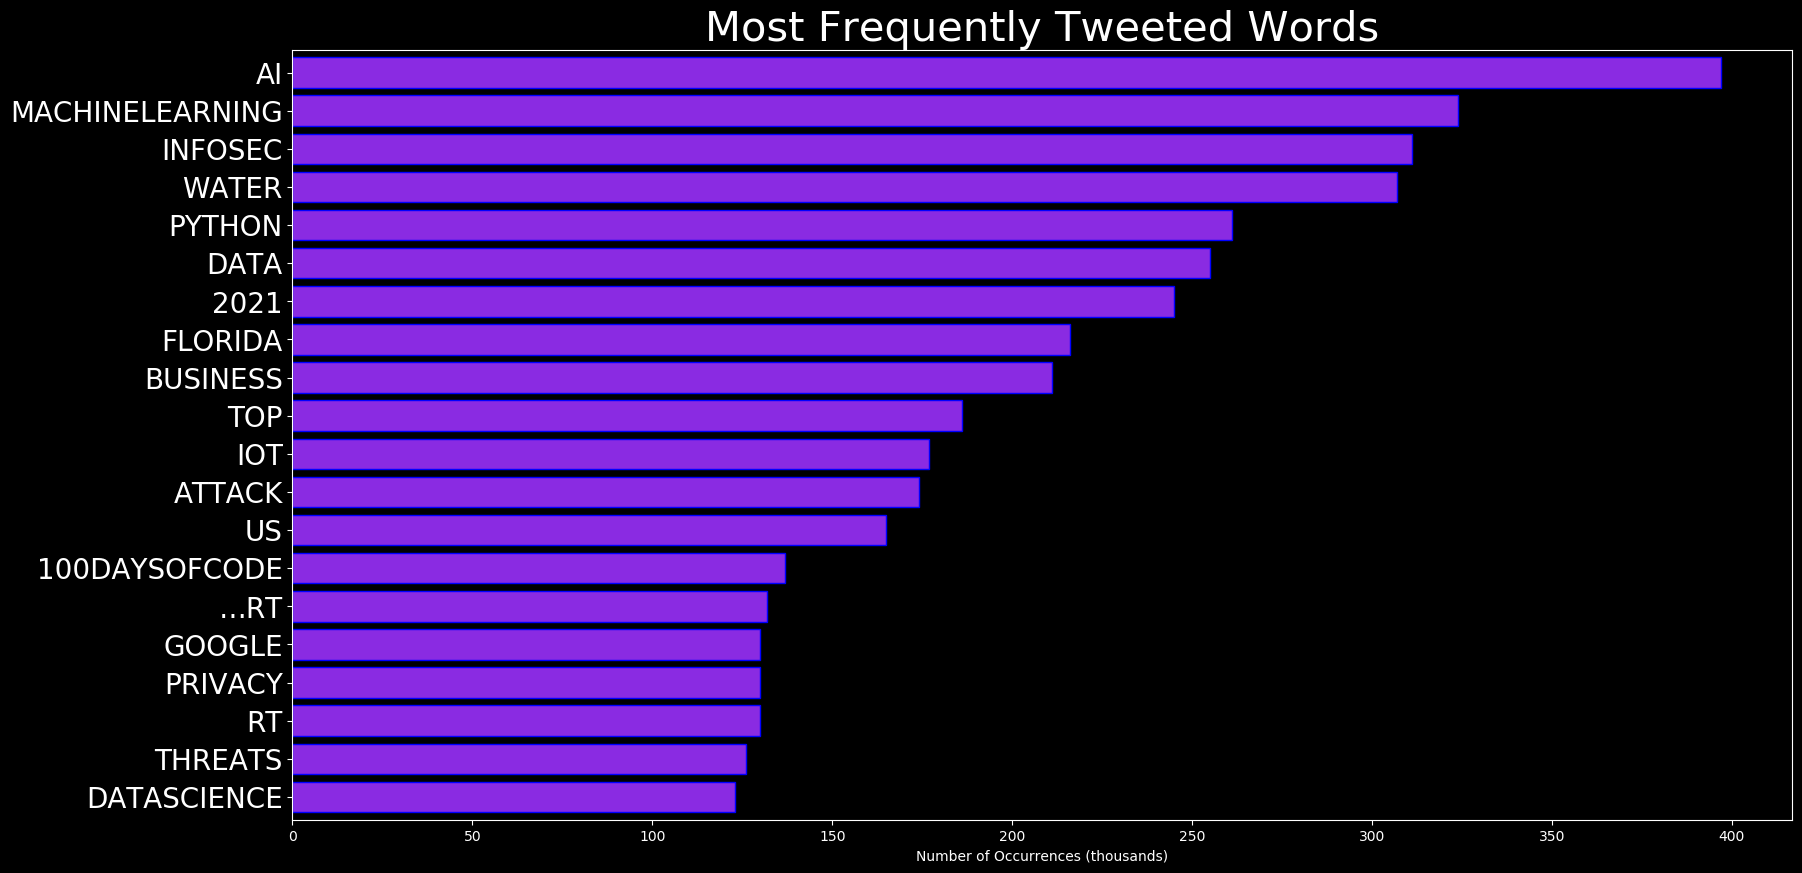 Most Frequently Tweeted Words
AI
MACHINELEARNING
INFOSEC
WATER
PYTHON
DATA
2021
FLORIDA
BUSINESS
TOP
IOT
ATTACK
US
100DAYSOFCODE
…RT
GOOGLE
PRIVACY
RT
THREATS
DATASCIENCE
0 50 100 150 200 250 300 350 400
Number of Occurrences (thousands)